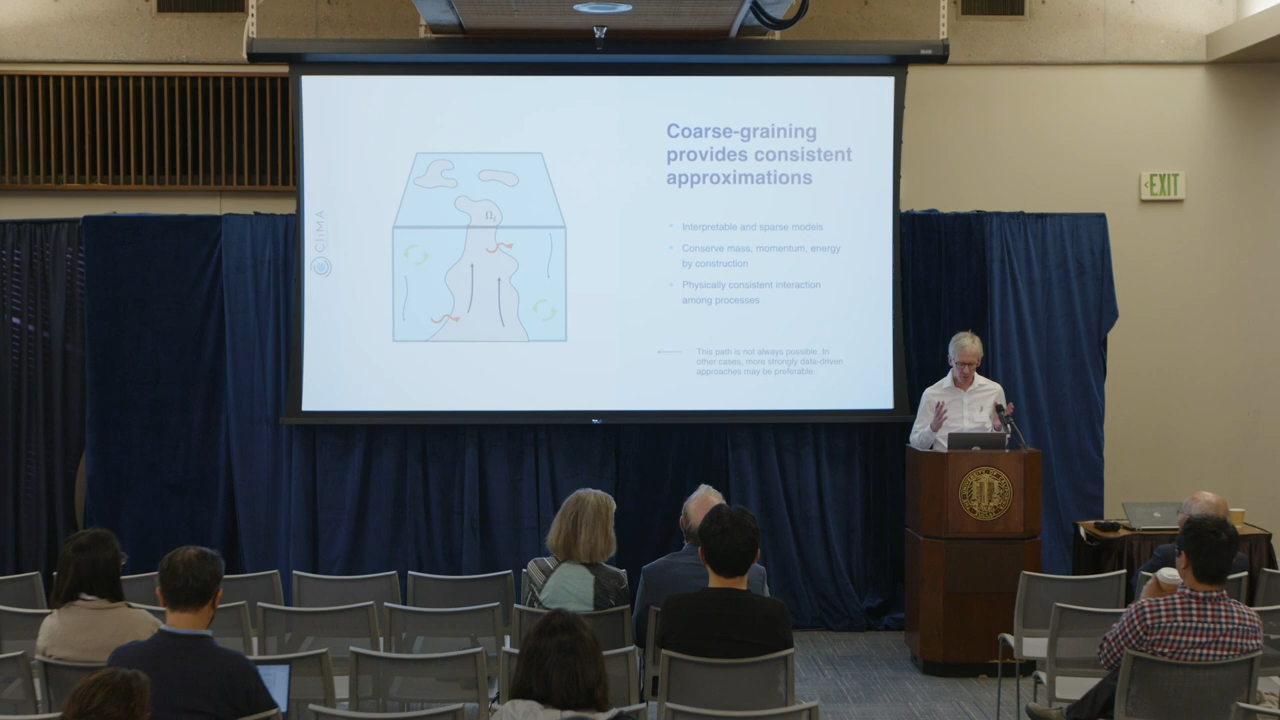 Coarse-graining
provides consistent
approximations
Interpretable and sparse models
Conserve mass, momentum, energy
by construction
Physically consistent interaction
among processes
This path is not always possible. In
other cases, more strongly data-driven
approaches may be preferable.
CliMA
Ωᵢ
EXIT